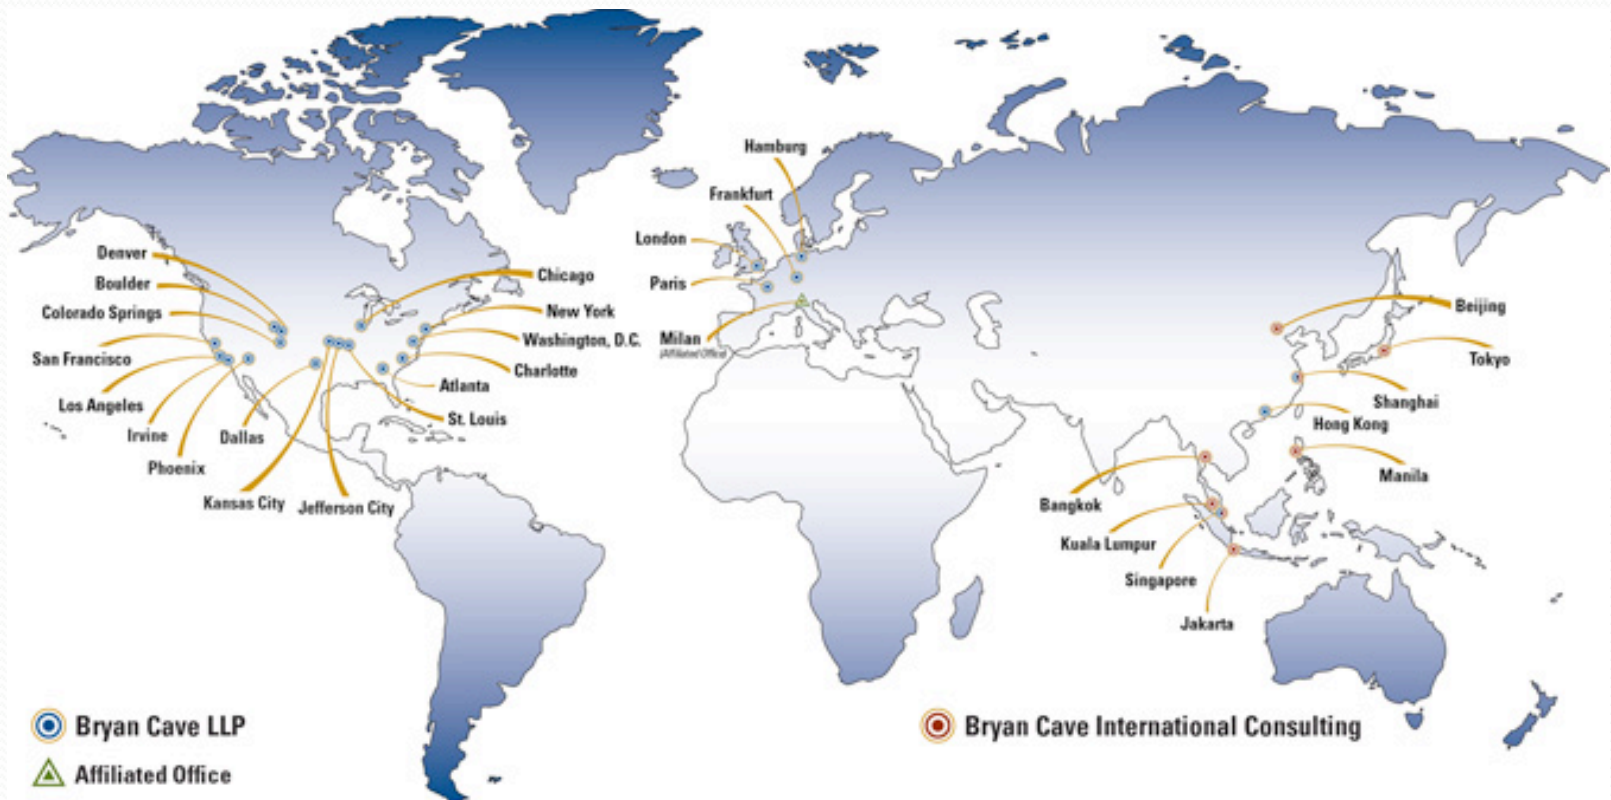 Hamburg
Frankfurt
London
Paris
Milan
(Affiliated Office)
Denver
Boulder
Colorado Springs
San Francisco
Los Angeles
Irvine
Phoenix
Dallas
Kansas City
Jefferson City
Chicago
New York
Washington, D.C.
Charlotte
Atlanta
St. Louis
Beijing
Tokyo
Shanghai
Hong Kong
Manila
Bangkok
Kuala Lumpur
Singapore
Jakarta
Bryan Cave LLP
Affiliated Office
Bryan Cave International Consulting